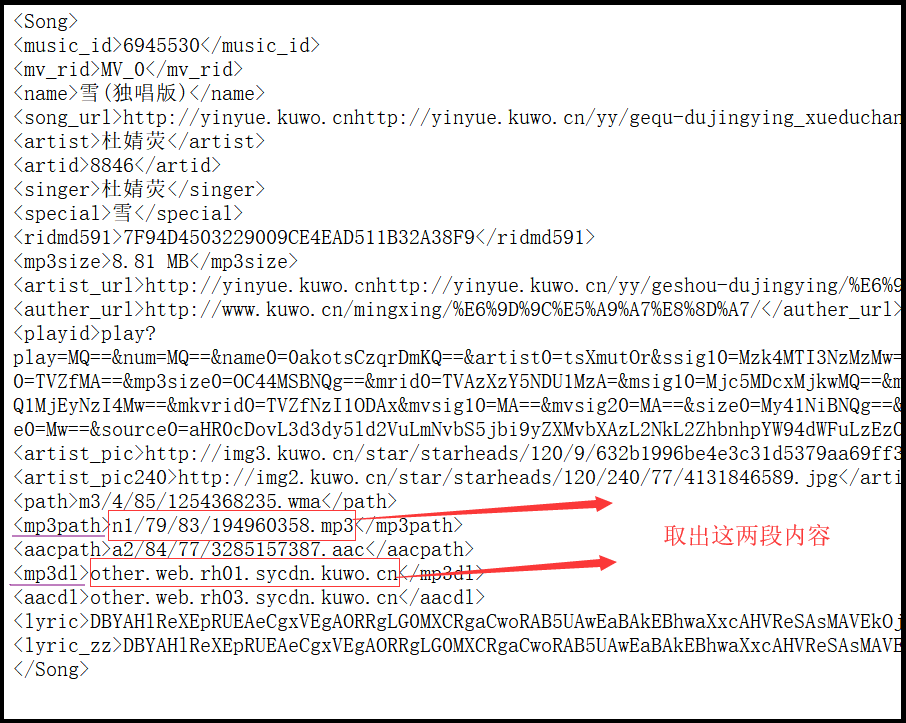 <Song>
<music_id>6945530</music_id>
<mv_rid>MV_0</mv_rid>
<name>雪(独唱版)</name>
<song_url>http://yinyue.kuwo.cnhttp://yinyue.kuwo.cn/yy/gequ-dujingying_xueduchan
<artist>杜婧荧</artist>
<artid>8846</artid>
<singer>杜婧荧</singer>
<special>雪</special>
<ridmd591>7F94D4503229009CE4EAD511B32A38F9</ridmd591>
<mp3size>8.81 MB</mp3size>
<artist_url>http://yinyue.kuwo.cnhttp://yinyue.kuwo.cn/yy/geshou-dujingying/%E6%9
<auther_url>http://www.kuwo.cn/mingxing/%E6%9D%9C%E5%A9%A7%E8%8D%A7/</auther_url>
<playid>play?
play=MQ==&num=MQ==&name0=0akotsCzqrDmKQ==&artist0=tsXmut0r&ssig10=Mzk4MTI3NzMzMw=
0=TVZfMA==&mp3size0=OC44MSBNQg==&mrid0=TVAzXzY5NDU1MzA=&msig10=Mjc5MDcxMjkwMQ==&m
Q1MjEyNzI4Mw==&mkvrid0=TVZfNzI1ODAx&mvsig10=MA==&mvsig20=MA==&size0=My41NiBNQg==&
e0=Mw==&source0=aHR0cDovL3d3dy5ld2VuLmNvbS5jbi9yZXMvbXAzL2NkL2ZhbnhpYW94dWFuLzEzO
<artist_pic>http://img3.kuwo.cn/star/starheads/120/9/632b1996be4e3c31d5379aa69ff3
<artist_pic240>http://img2.kuwo.cn/star/starheads/120/240/77/4131846589.jpg</arti
<path>m3/4/85/1254368235.wma</path>
<mp3path>n1/79/83/194960358.mp3</mp3path>
取出这两段内容
<aacpath>a2/84/77/3285157387.aac</aacpath>
<mp3dl>other.web.rh01.sycdn.kuwo.cn</mp3dl>
<aacdl>other.web.rh03.sycdn.kuwo.cn</aacdl>
<lyric>DBYAHlReXEpRUEAeCgxVEgAORRgLG0MXCRgaCwoRAB5UAwEaBAkEBhwaXxcAHVReSAsMAVEkOj
<lyric_zz>DBYAHlReXEpRUEAeCgxVEgAORRgLG0MXCRgaCwoRAB5UAwEaBAkEBhwaXxcAHVReSAsMAVE
</Song>